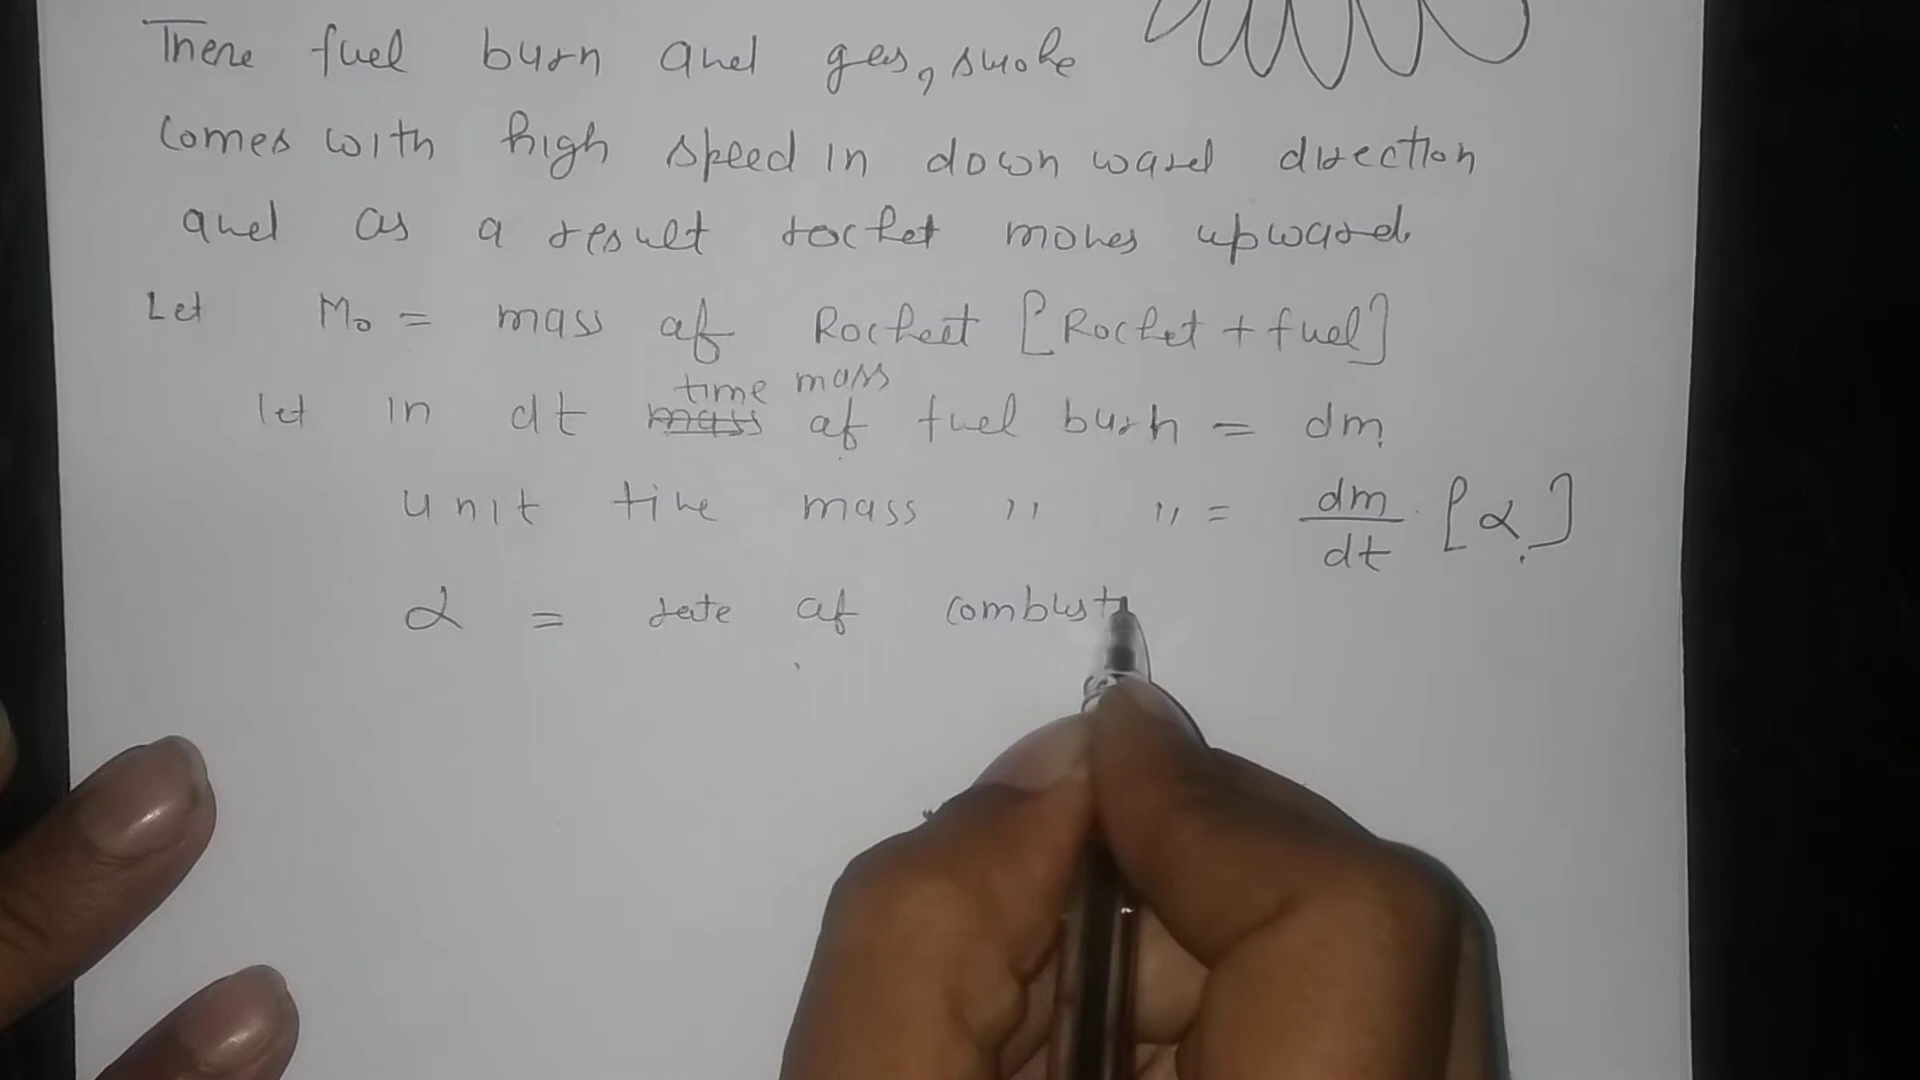 There fuel burn and gas, smoke
comes with high speed in down ward direction
and as a result rocket moves upward.
Let M₀ = mass of Rockeet [Rocket + fuel]
time mass
let in dt mass of fuel burn = dm
unit time mass ,, ,, = dm/dt [α]
α = rate of combust